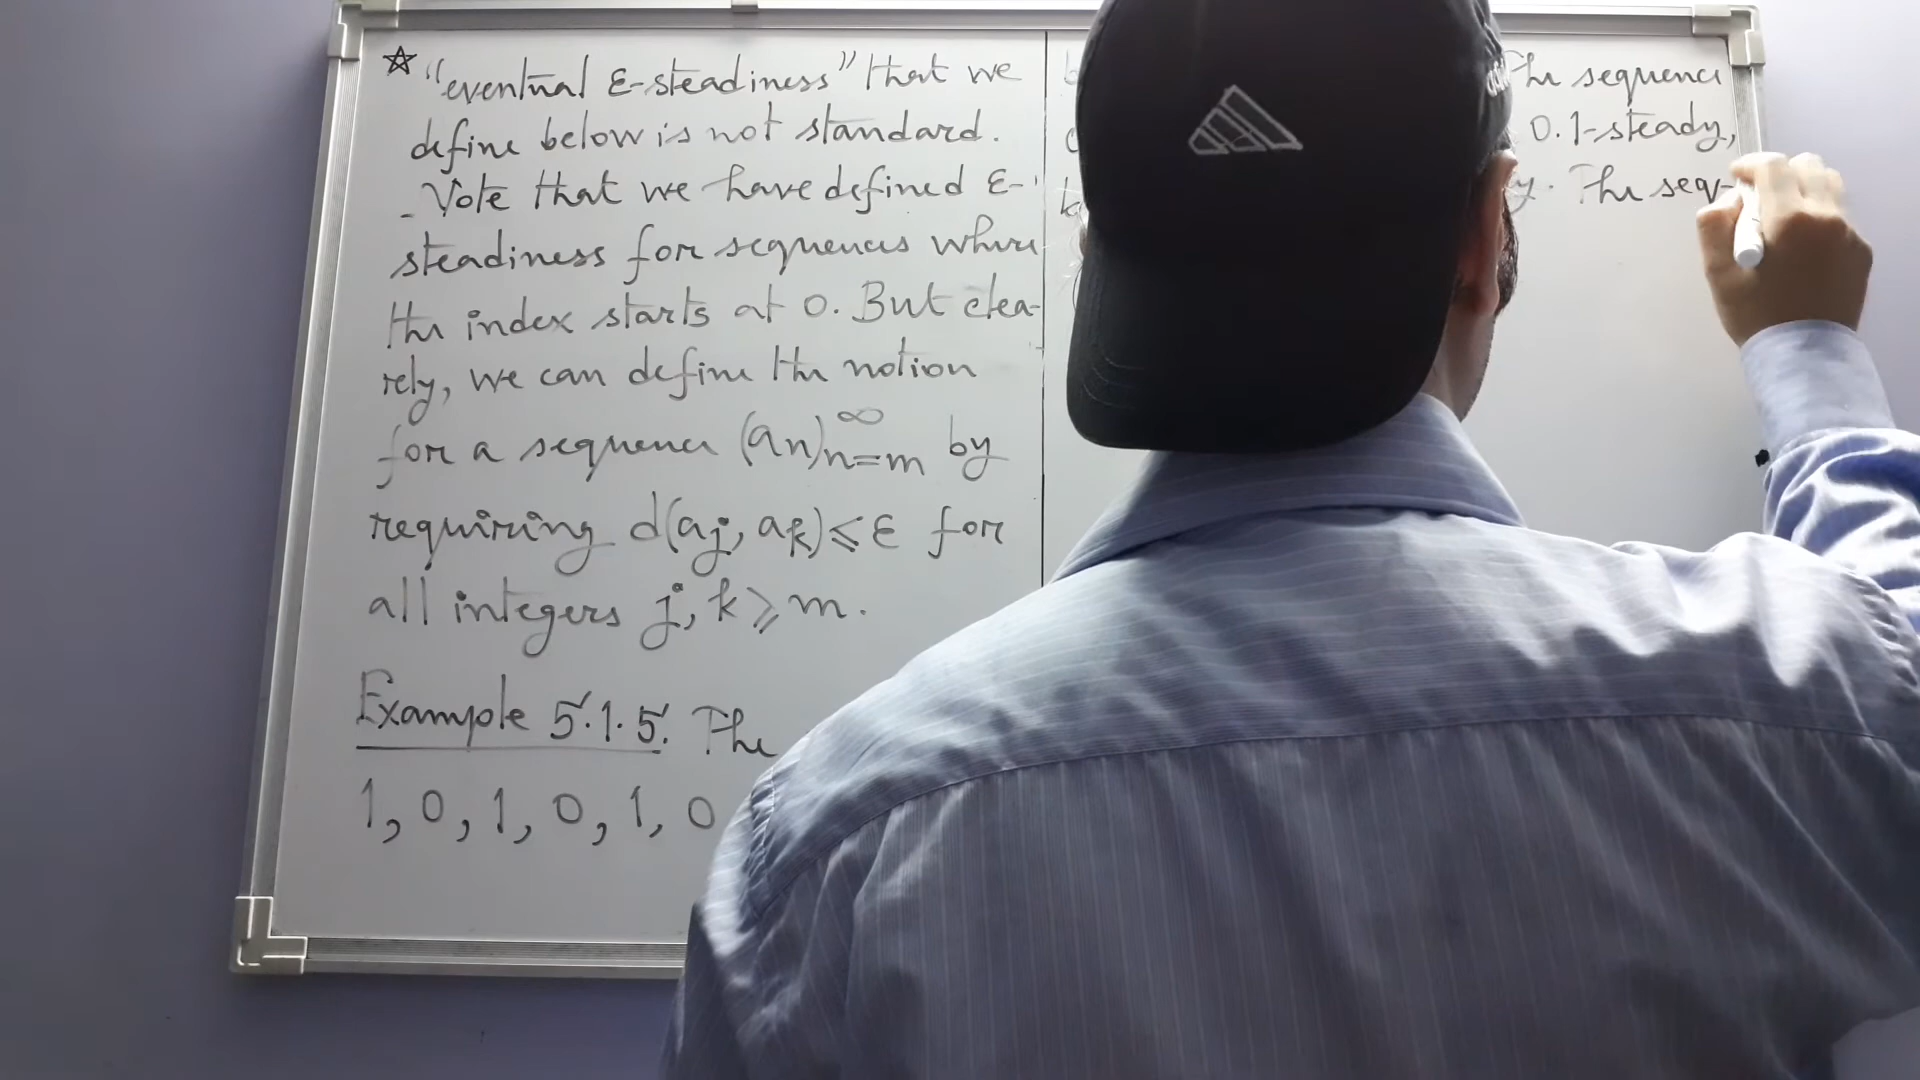 ☆ "eventual ε-steadiness" that we
define below is not standard.
- Note that we have defined ε-
steadiness for sequences where
the index starts at 0. But clea-
rely, we can define the notion
for a sequence (an)n=m ∞ by
requiring d(aj, ak) ⩽ ε for
all integers j, k ⩾ m.
Example 5.1.5: The
1, 0, 1, 0, 1, 0
The sequence
0.1-steady,
y. The seq-
adidas